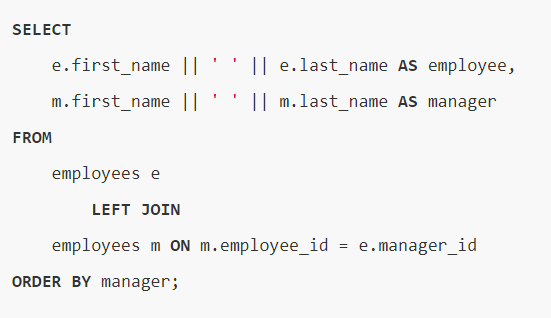 SELECT
e.first_name || ' ' || e.last_name AS employee,
m.first_name || ' ' || m.last_name AS manager
FROM
employees e
LEFT JOIN
employees m ON m.employee_id = e.manager_id
ORDER BY manager;